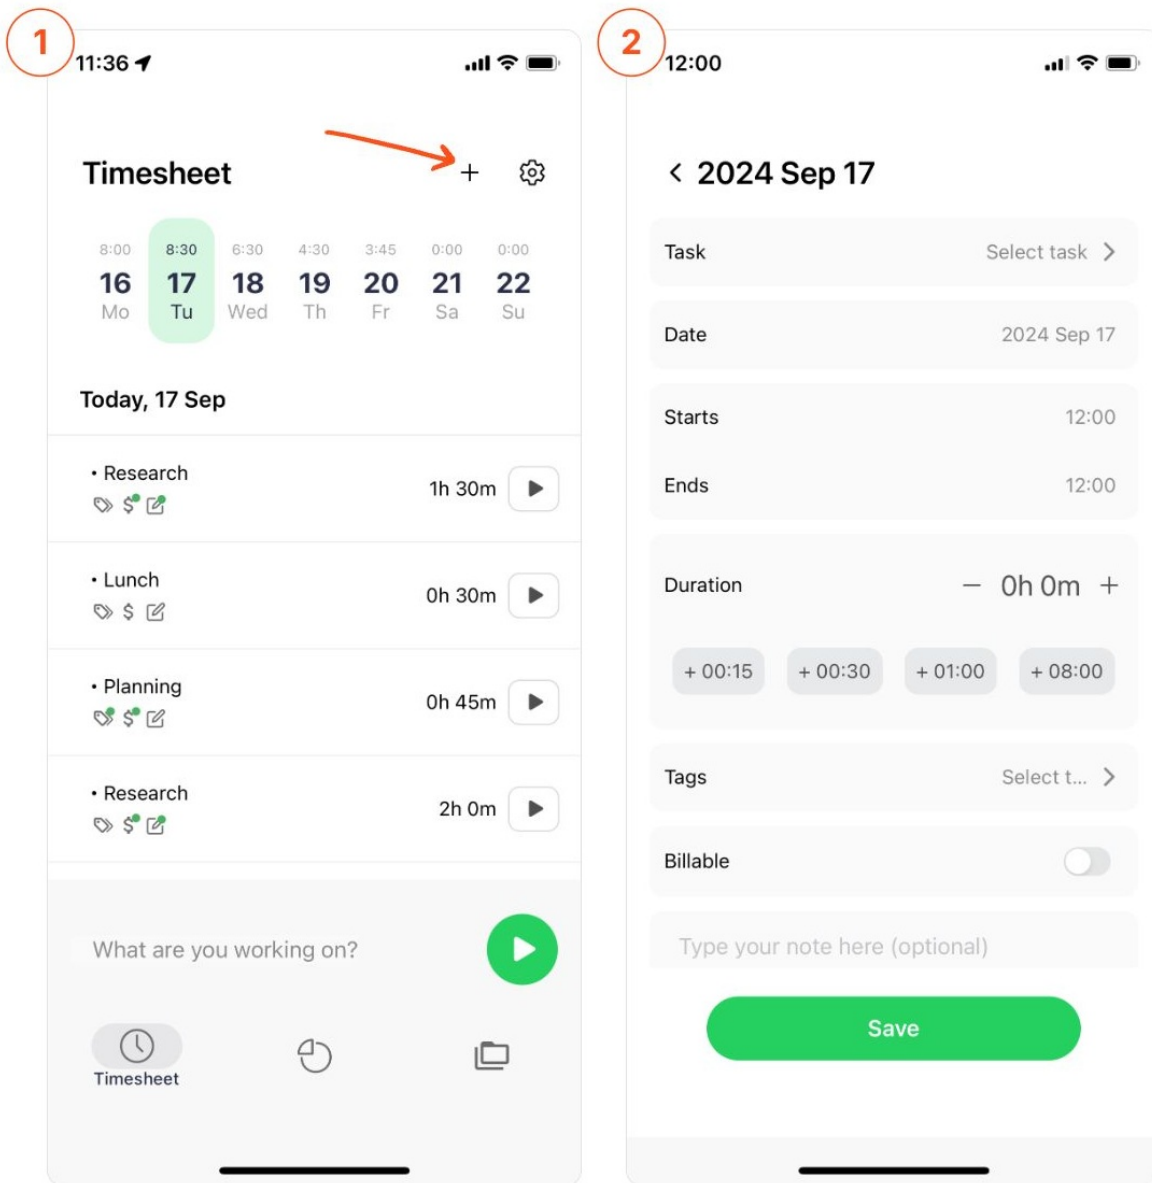 1
11:36
Timesheet
+
8:00 8:30 6:30 4:30 3:45 0:00 0:00
16 17 18 19 20 21 22
Mo Tu Wed Th Fr Sa Su
Today, 17 Sep
• Research
1h 30m
$
• Lunch
0h 30m
$
• Planning
0h 45m
$
• Research
2h 0m
$
What are you working on?
Timesheet
2
12:00
< 2024 Sep 17
Task Select task >
Date 2024 Sep 17
Starts 12:00
Ends 12:00
Duration − 0h 0m +
+ 00:15 + 00:30 + 01:00 + 08:00
Tags Select t... >
Billable
Type your note here (optional)
Save